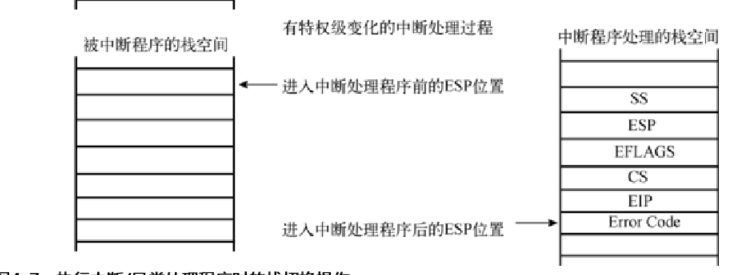 有特权级变化的中断处理过程
被中断程序的栈空间
中断程序处理的栈空间
进入中断处理程序前的ESP位置
SS
ESP
EFLAGS
CS
EIP
Error Code
进入中断处理程序后的ESP位置